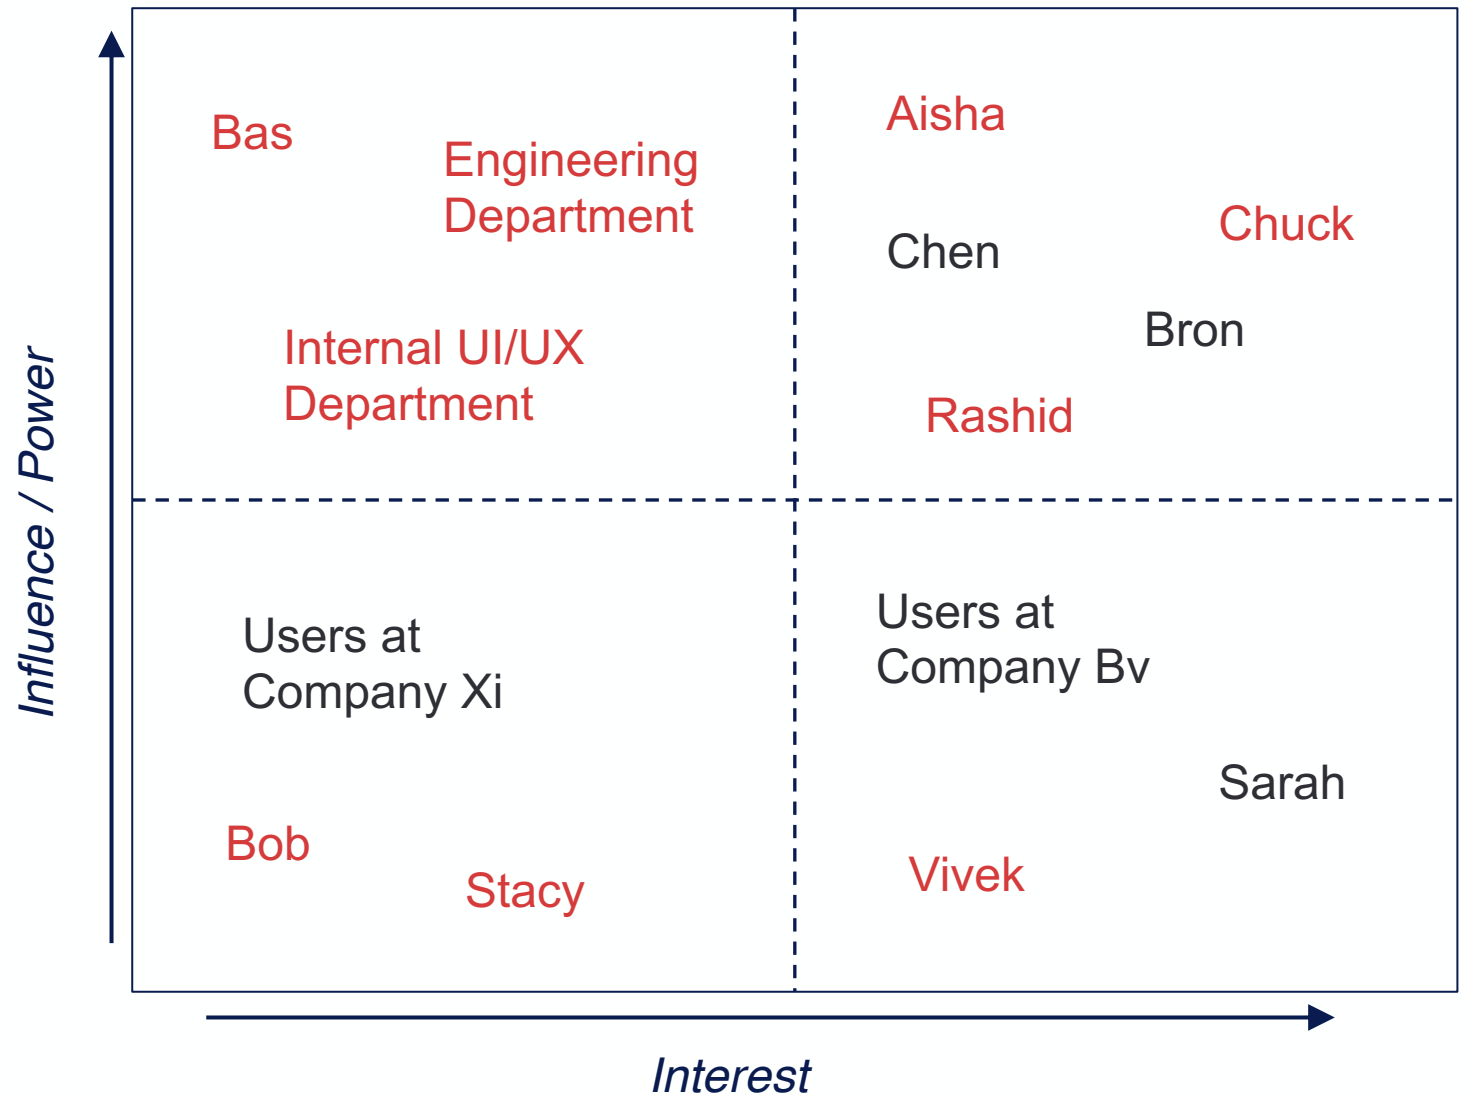 Bas
Engineering
Department
Internal UI/UX
Department
Aisha
Chen
Chuck
Bron
Rashid
Users at
Company Xi
Bob
Stacy
Users at
Company Bv
Sarah
Vivek
Influence / Power
Interest